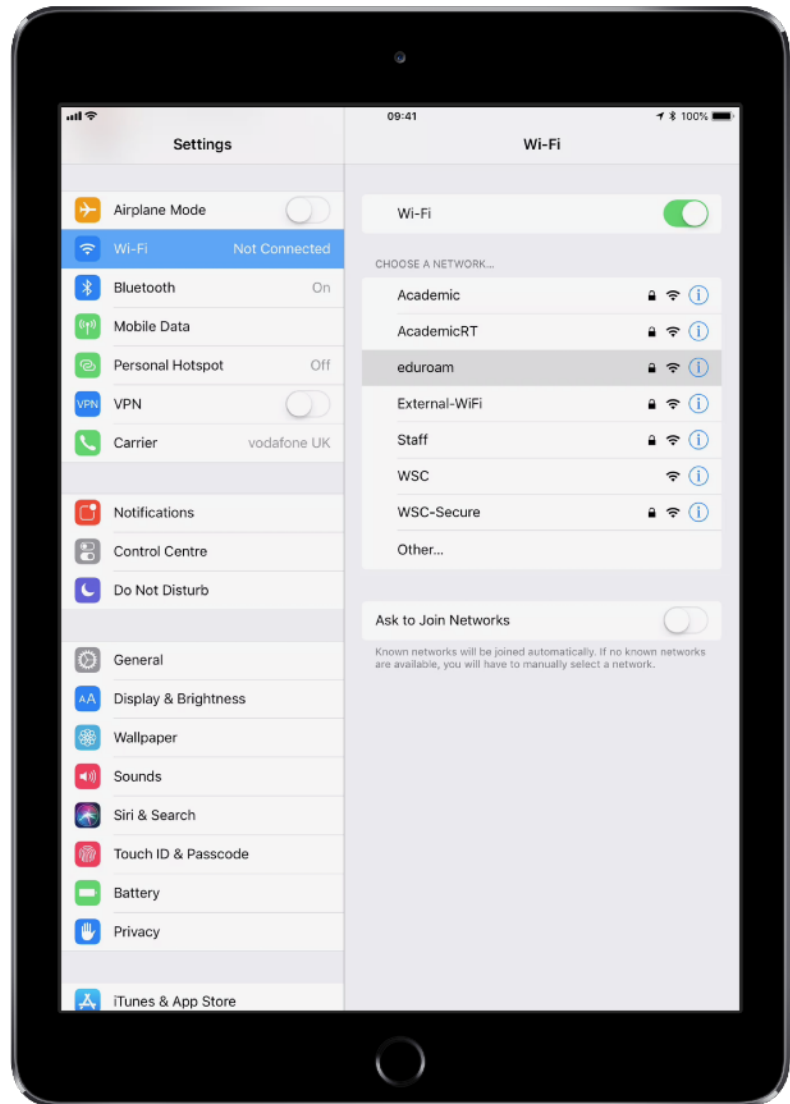 09:41
100%
Settings
Wi-Fi
Airplane Mode
Wi-Fi Not Connected
Bluetooth On
Mobile Data
Personal Hotspot Off
VPN VPN
Carrier vodafone UK
Notifications
Control Centre
Do Not Disturb
General
AA Display & Brightness
Wallpaper
Sounds
Siri & Search
Touch ID & Passcode
Battery
Privacy
iTunes & App Store
Wi-Fi
CHOOSE A NETWORK...
Academic
AcademicRT
eduroam
External-WiFi
Staff
WSC
WSC-Secure
Other...
Ask to Join Networks
Known networks will be joined automatically. If no known networks
are available, you will have to manually select a network.